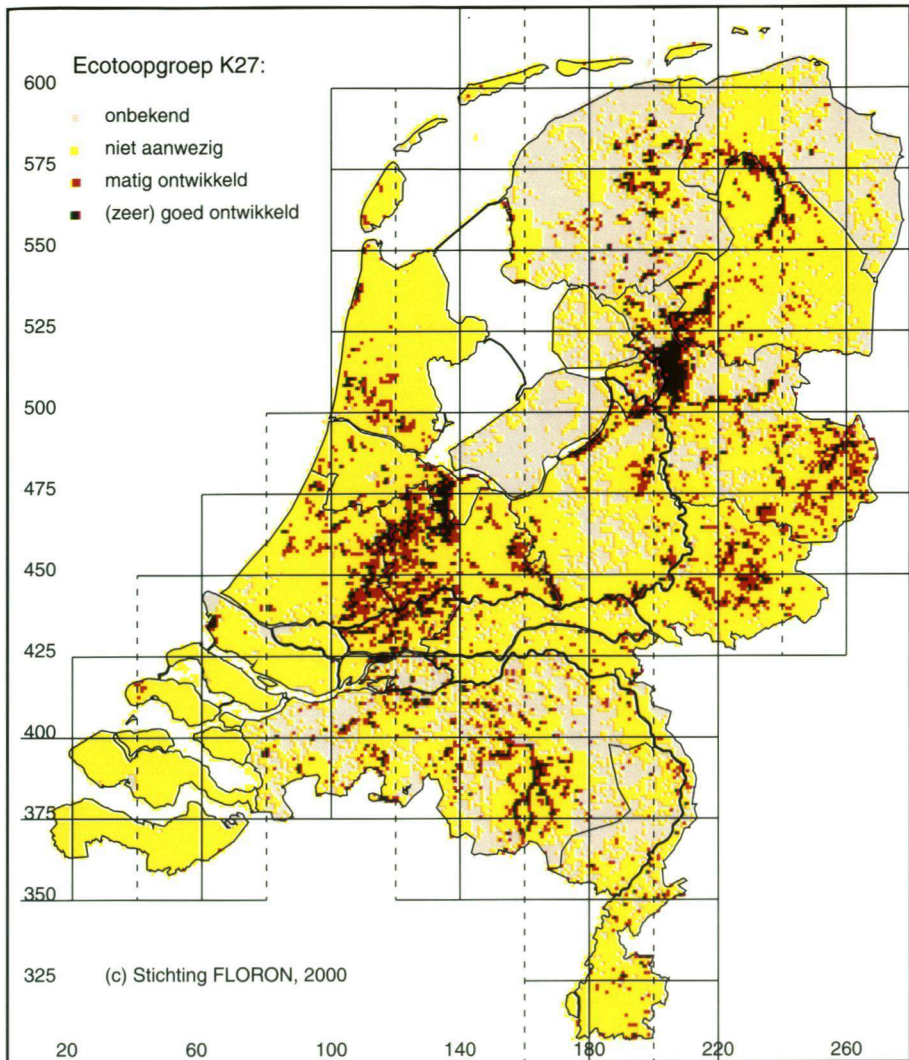 Ecotoopgroep K27:
onbekend
niet aanwezig
matig ontwikkeld
(zeer) goed ontwikkeld
600
575
550
525
500
475
450
425
400
375
350
325
(c) Stichting FLORON, 2000
20 60 100 140 180 220 260